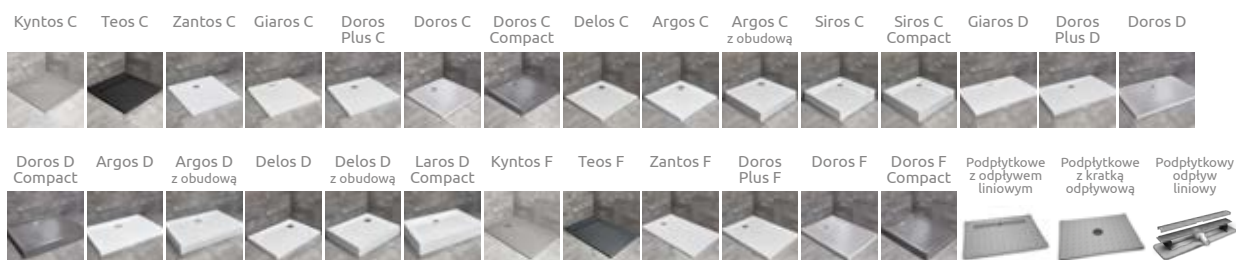 Kyntos C
Teos C
Zantos C
Giaros C
Doros
Plus C
Doros C
Doros C
Compact
Delos C
Argos C
Argos C
z obudową
Siros C
Siros C
Compact
Giaros D
Doros
Plus D
Doros D
Doros D
Compact
Argos D
Argos D
z obudową
Delos D
Delos D
z obudową
Laros D
Compact
Kyntos F
Teos F
Zantos F
Doros
Plus F
Doros F
Doros F
Compact
Podpłytkowe
z odpływem
liniowym
Podpłytkowe
z kratką
odpływową
Podpłytkowy
odpływ
liniowy